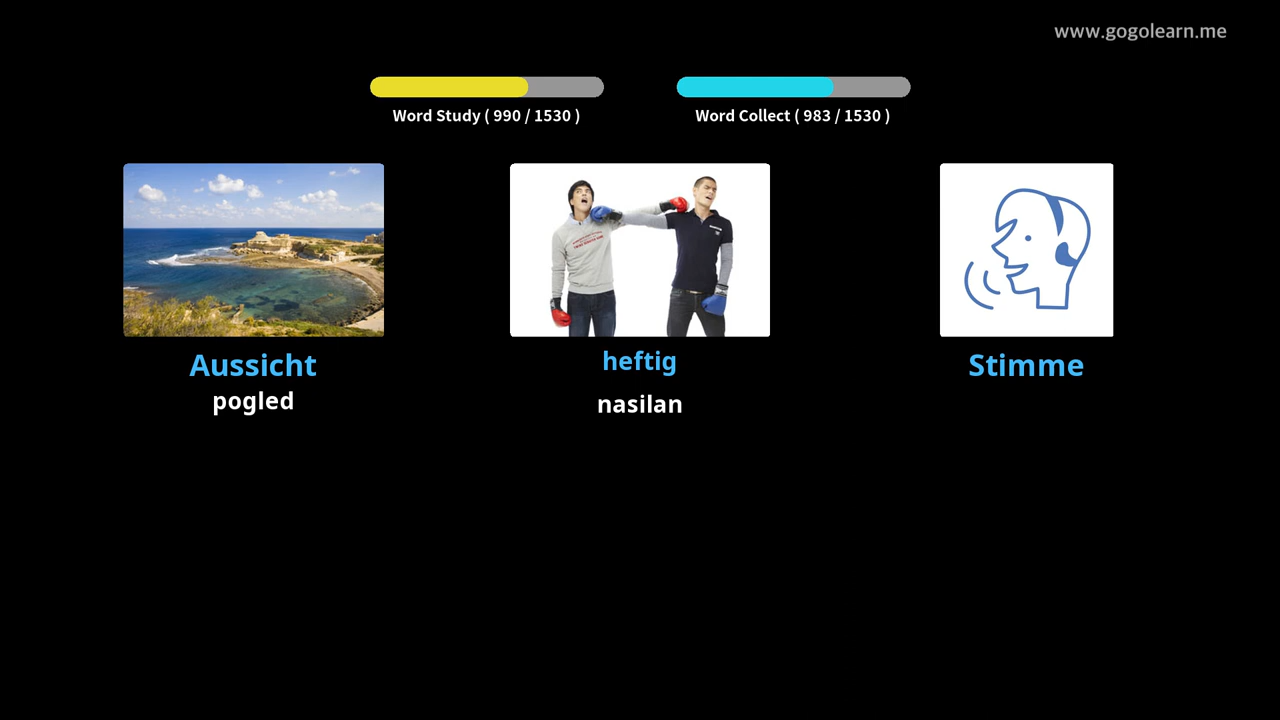 www.gogolearn.me
Word Study ( 990 / 1530 )
Word Collect ( 983 / 1530 )
Aussicht
pogled
heftig
nasilan
Stimme